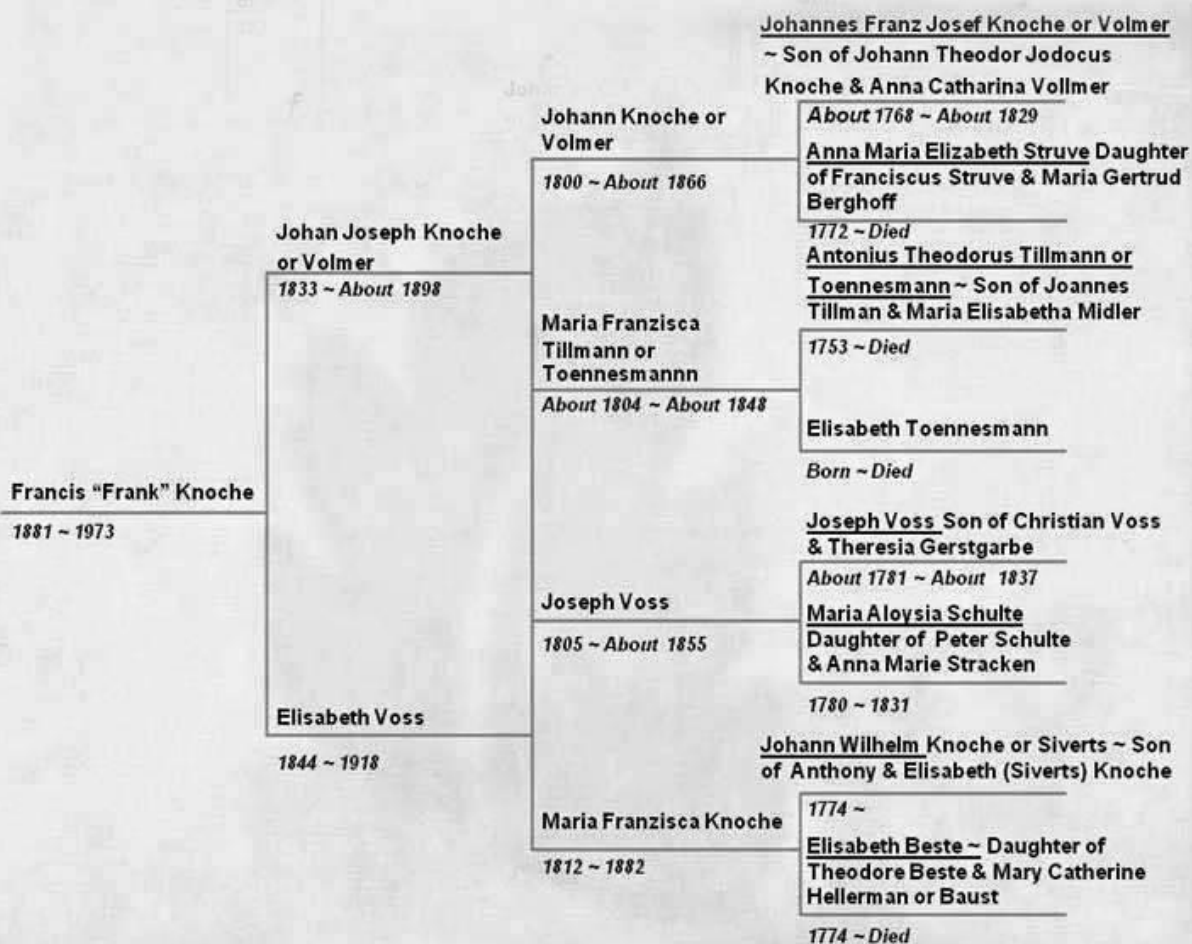 Johannes Franz Josef Knoche or Volmer
~ Son of Johann Theodor Jodocus
Knoche & Anna Catharina Vollmer
About 1768 ~ About 1829
Johann Knoche or
Volmer
1800 ~ About 1866
Anna Maria Elizabeth Struve Daughter
of Franciscus Struve & Maria Gertrud
Berghoff
1772 ~ Died
Johan Joseph Knoche
or Volmer
1833 ~ About 1898
Antonius Theodorus Tillmann or
Toennesmann ~ Son of Joannes
Tillman & Maria Elisabetha Midler
1753 ~ Died
Maria Franzisca
Tillmann or
Toennesmannn
About 1804 ~ About 1848
Elisabeth Toennesmann
Born ~ Died
Francis “Frank” Knoche
1881 ~ 1973
Joseph Voss Son of Christian Voss
& Theresia Gerstgarbe
About 1781 ~ About 1837
Joseph Voss
1805 ~ About 1855
Maria Aloysia Schulte
Daughter of Peter Schulte
& Anna Marie Stracken
1780 ~ 1831
Elisabeth Voss
1844 ~ 1918
Johann Wilhelm Knoche or Siverts ~ Son
of Anthony & Elisabeth (Siverts) Knoche
1774 ~
Maria Franzisca Knoche
1812 ~ 1882
Elisabeth Beste ~ Daughter of
Theodore Beste & Mary Catherine
Hellerman or Baust
1774 ~ Died